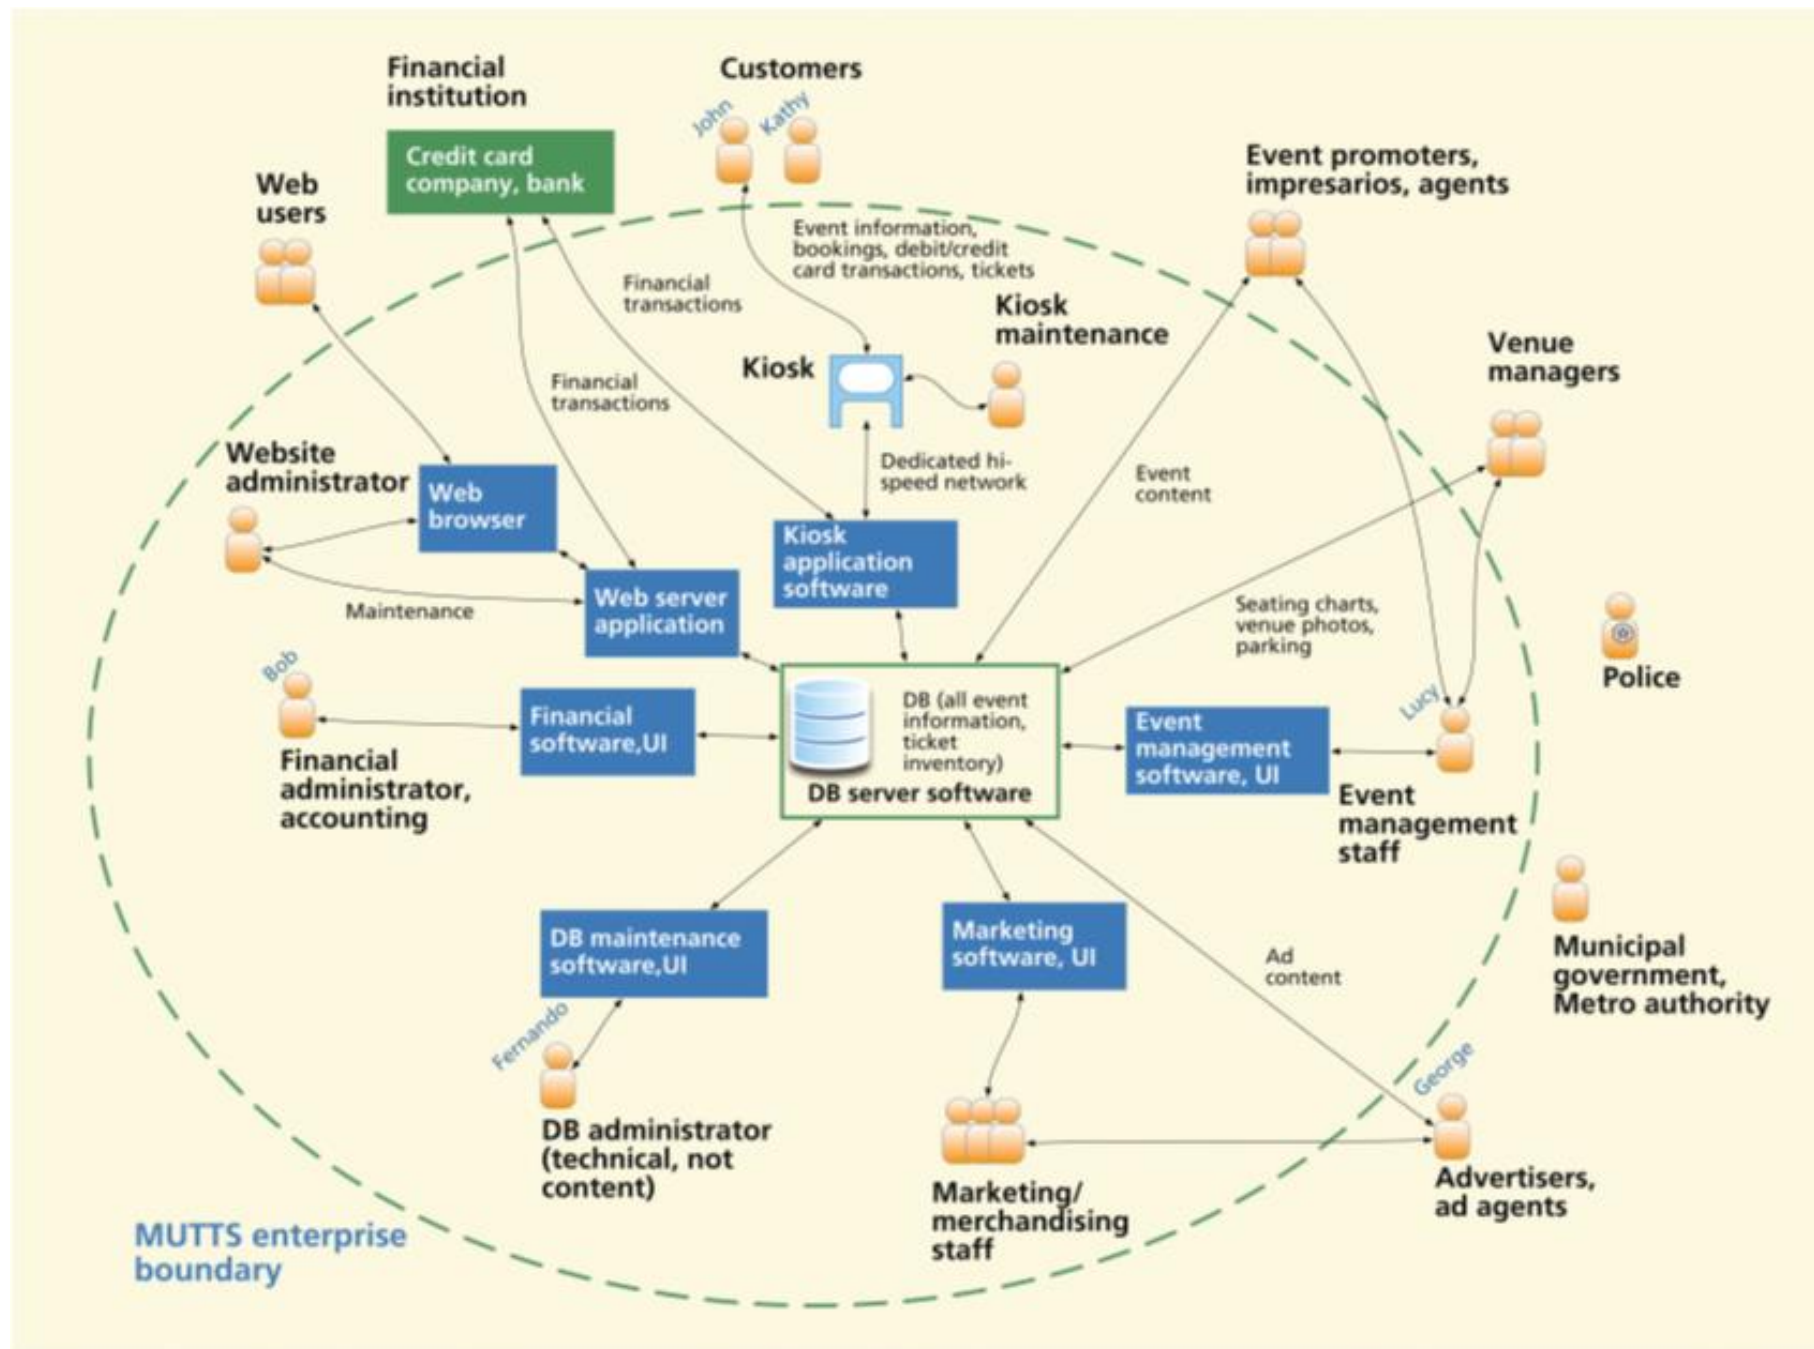 Financial
institution
Customers
John
Kathy
Credit card
company, bank
Web
users
Event promoters,
impresarios, agents
Event information,
bookings, debit/credit
card transactions, tickets
Financial
transactions
Kiosk
maintenance
Kiosk
Venue
managers
Financial
transactions
Website
administrator
Web
browser
Dedicated hi-
speed network
Event
content
Kiosk
application
software
Web server
application
Maintenance
Seating charts,
venue photos,
parking
Police
Bob
Financial
software,UI
DB (all event
information,
ticket
inventory)
DB server software
Event
management
software, UI
Lucy
Financial
administrator,
accounting
Event
management
staff
DB maintenance
software,UI
Marketing
software, UI
Ad
content
Municipal
government,
Metro authority
Fernando
George
DB administrator
(technical, not
content)
Marketing/
merchandising
staff
Advertisers,
ad agents
MUTTS enterprise
boundary